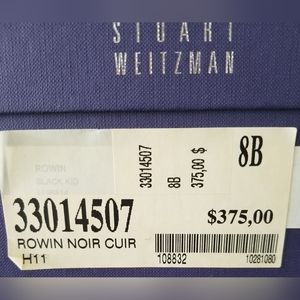 STUART
WEITZMAN
ROWIN
BLACK KID
33014507
8B
375,00 $
8B
33014507
$375,00
ROWIN NOIR CUIR
H11
108832
10281080